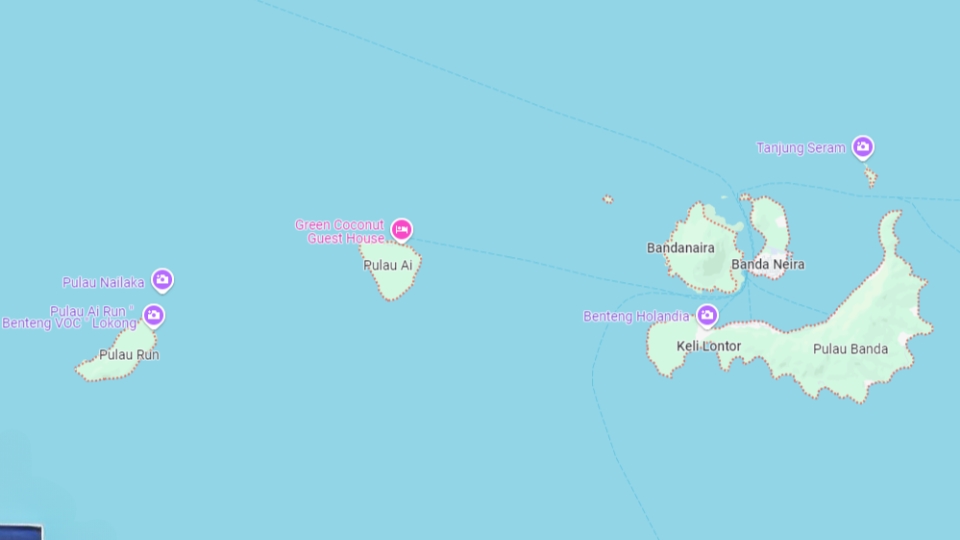 Tanjung Seram
Green Coconut
Guest House
Bandanaira
Pulau Ai
Banda Neira
Pulau Nailaka
Pulau Ai Run "
Benteng VOC " Lokong"
Benteng Holandia
Keli Lontor
Pulau Banda
Pulau Run